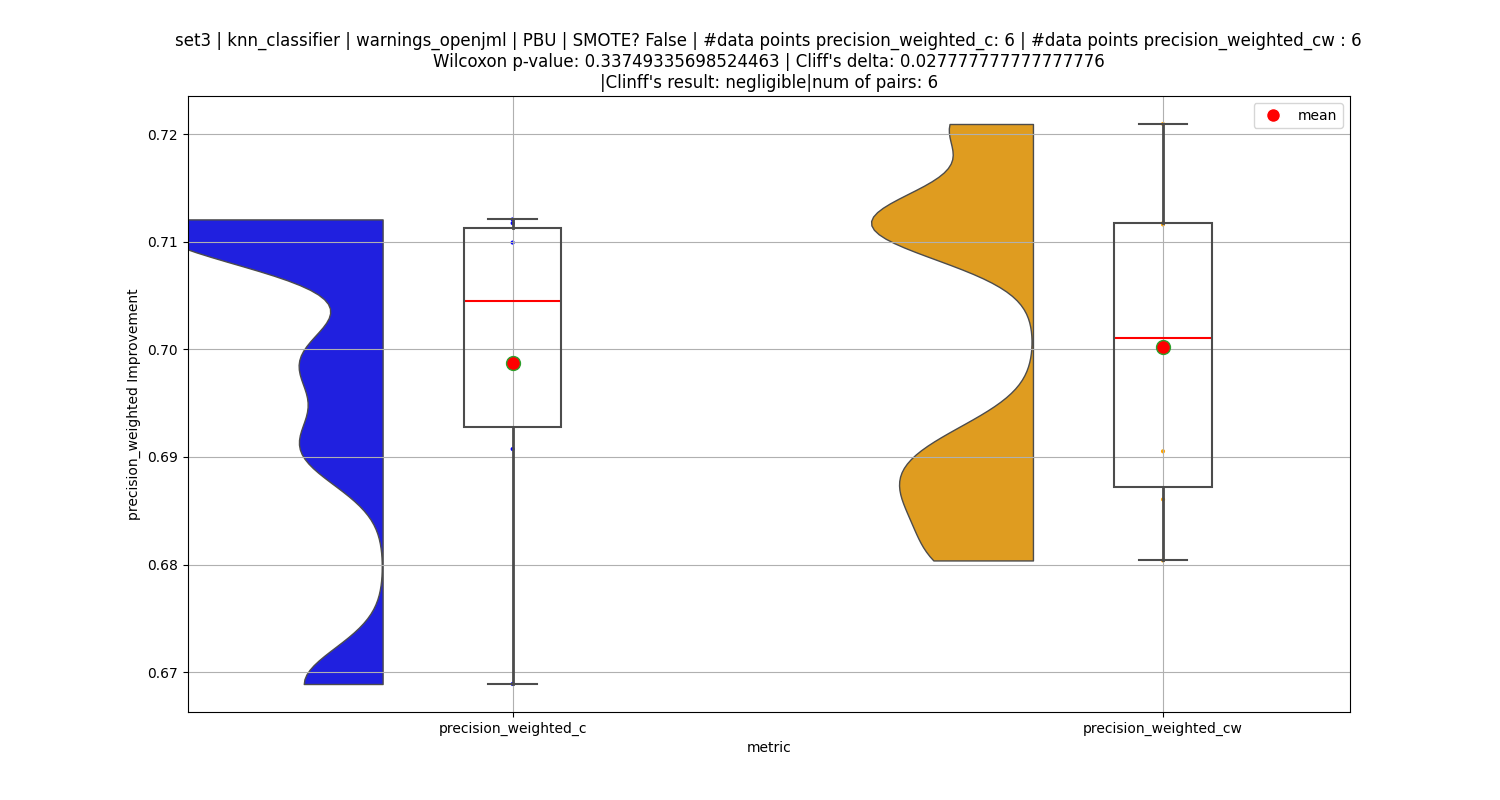 set3 | knn_classifier | warnings_openjml | PBU | SMOTE? False | #data points precision_weighted_c: 6 | #data points precision_weighted_cw : 6
Wilcoxon p-value: 0.33749335698524463 | Cliff's delta: 0.027777777777777776
|Clinff's result: negligible|num of pairs: 6
mean
0.72
0.71
0.70
0.69
0.68
0.67
precision_weighted Improvement
precision_weighted_c
precision_weighted_cw
metric